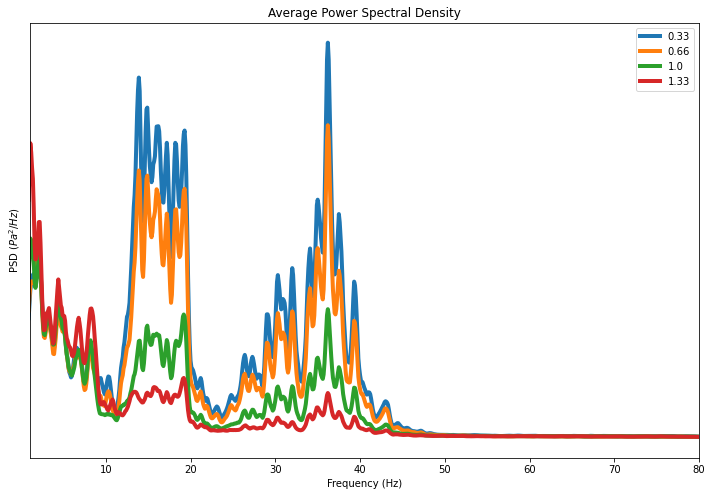 Average Power Spectral Density
0.33
0.66
1.0
1.33
PSD (Pa²/Hz)
10 20 30 40 50 60 70 80
Frequency (Hz)